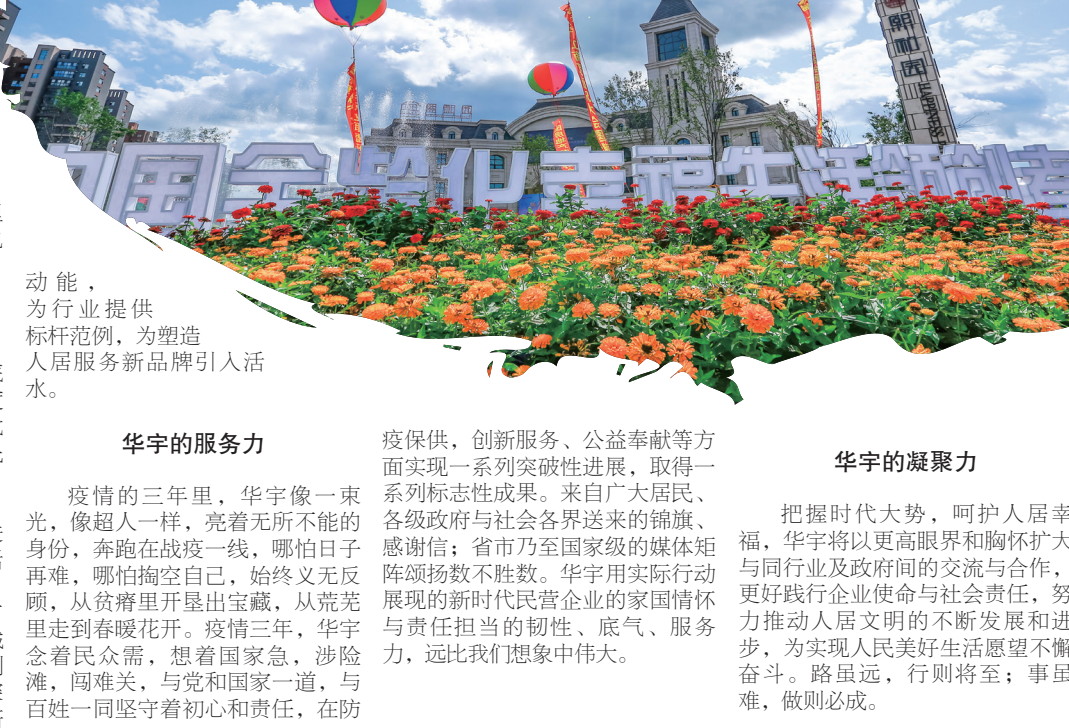 熙和园
HAPPINESS
动能，
为行业提供
标杆范例，为塑造
人居服务新品牌引入活
水。
华宇的服务力
疫情的三年里，华宇像一束
光，像超人一样，亮着无所不能的
身份，奔跑在战疫一线，哪怕日子
再难，哪怕掏空自己，始终义无反
顾，从贫瘠里开垦出宝藏，从荒芜
里走到春暖花开。疫情三年，华宇
念着民众需，想着国家急，涉险
滩，闯难关，与党和国家一道，与
百姓一同坚守着初心和责任，在防
疫保供，创新服务、公益奉献等方
面实现一系列突破性进展，取得一
系列标志性成果。来自广大居民、
各级政府与社会各界送来的锦旗、
感谢信；省市乃至国家级的媒体矩
阵颂扬数不胜数。华宇用实际行动
展现的新时代民营企业的家国情怀
与责任担当的韧性、底气、服务
力，远比我们想象中伟大。
华宇的凝聚力
把握时代大势，呵护人居幸
福，华宇将以更高眼界和胸怀扩大
与同行业及政府间的交流与合作，
更好践行企业使命与社会责任，努
力推动人居文明的不断发展和进
步，为实现人民美好生活愿望不懈
奋斗。路虽远，行则将至；事虽
难，做则必成。